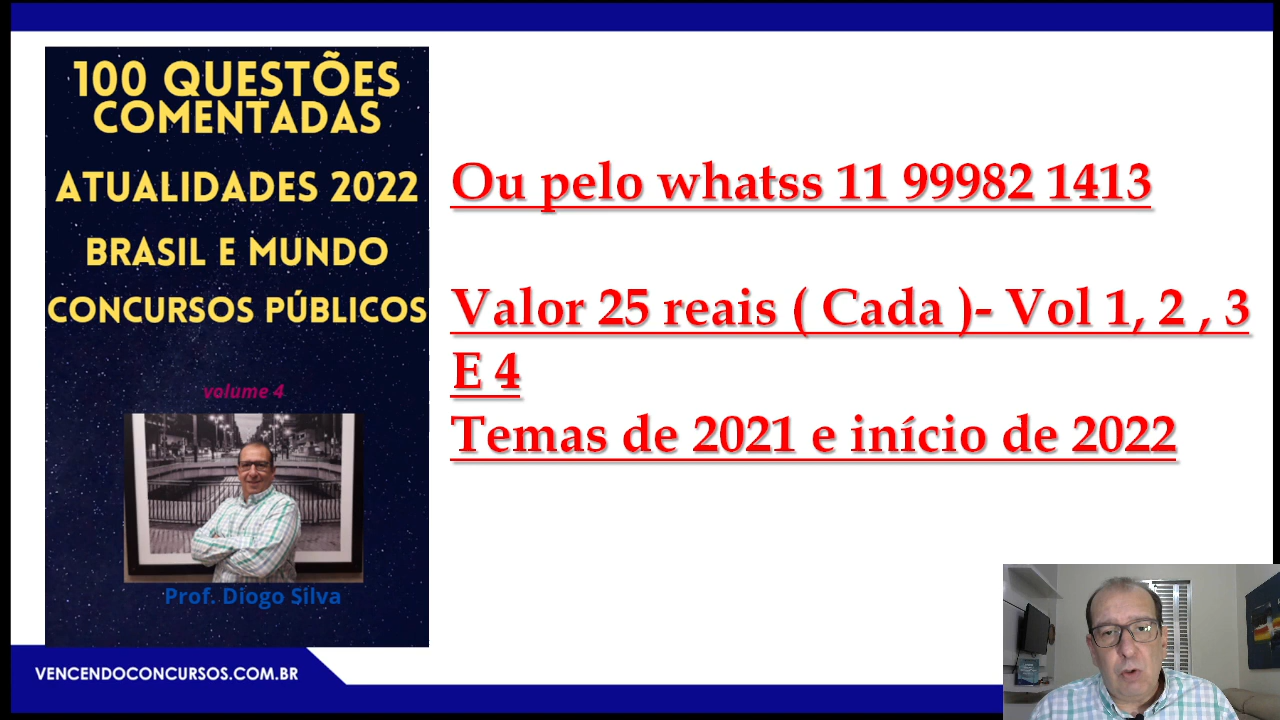 100 QUESTÕES
COMENTADAS
ATUALIDADES 2022
BRASIL E MUNDO
CONCURSOS PÚBLICOS
volume 4
Prof. Diogo Silva
Ou pelo whatss 11 99982 1413
Valor 25 reais ( Cada )- Vol 1, 2 , 3
E 4
Temas de 2021 e início de 2022
VENCENDOCONCURSOS.COM.BR